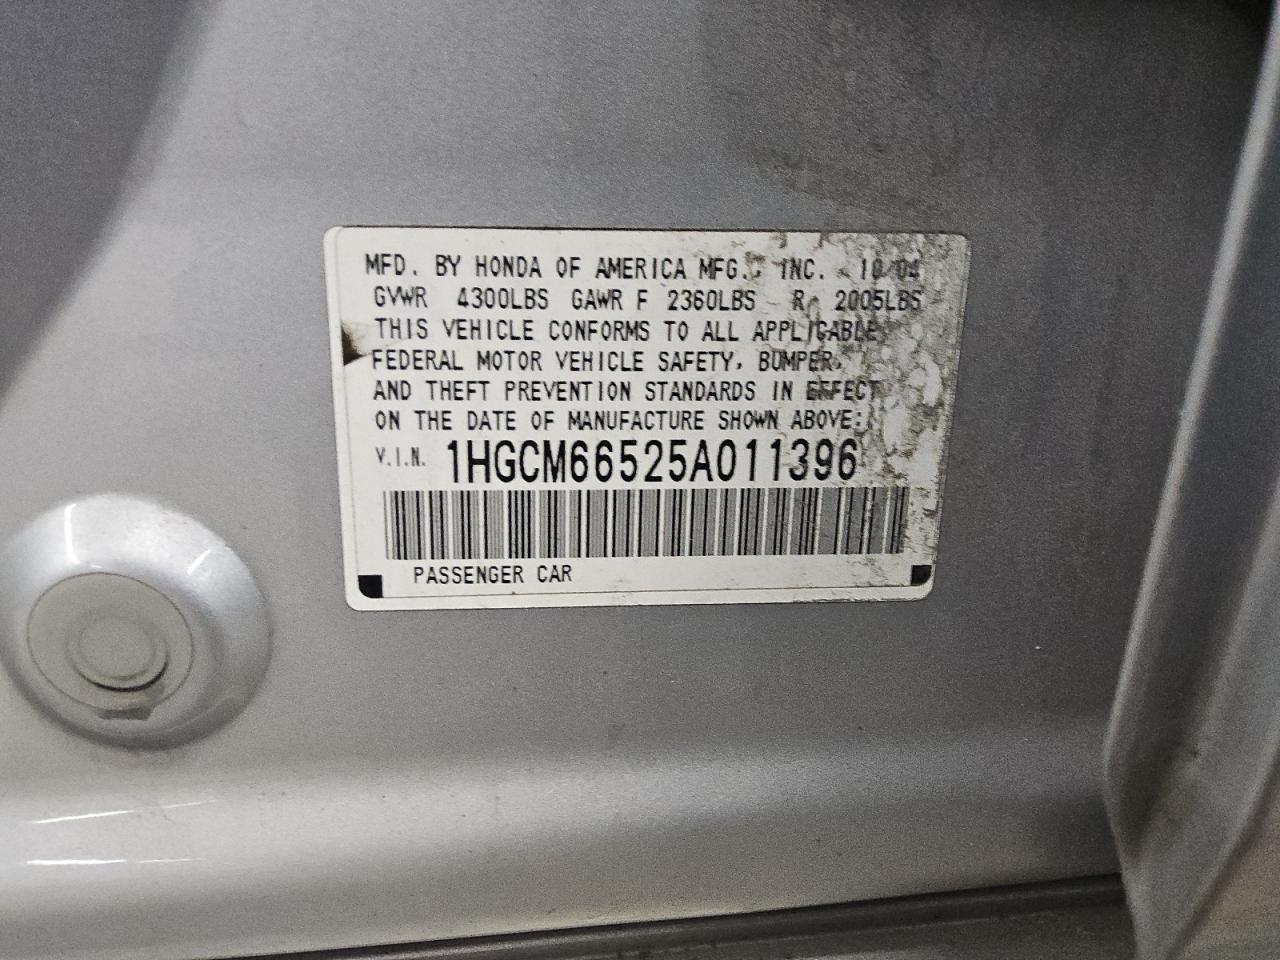 MFD. BY HONDA OF AMERICA MFG., INC. 10/04
GVWR 4300LBS GAWR F 2360LBS R 2005LBS
THIS VEHICLE CONFORMS TO ALL APPLICABLE
FEDERAL MOTOR VEHICLE SAFETY, BUMPER,
AND THEFT PREVENTION STANDARDS IN EFFECT
ON THE DATE OF MANUFACTURE SHOWN ABOVE:
V.I.N. 1HGCM66525A011396
PASSENGER CAR